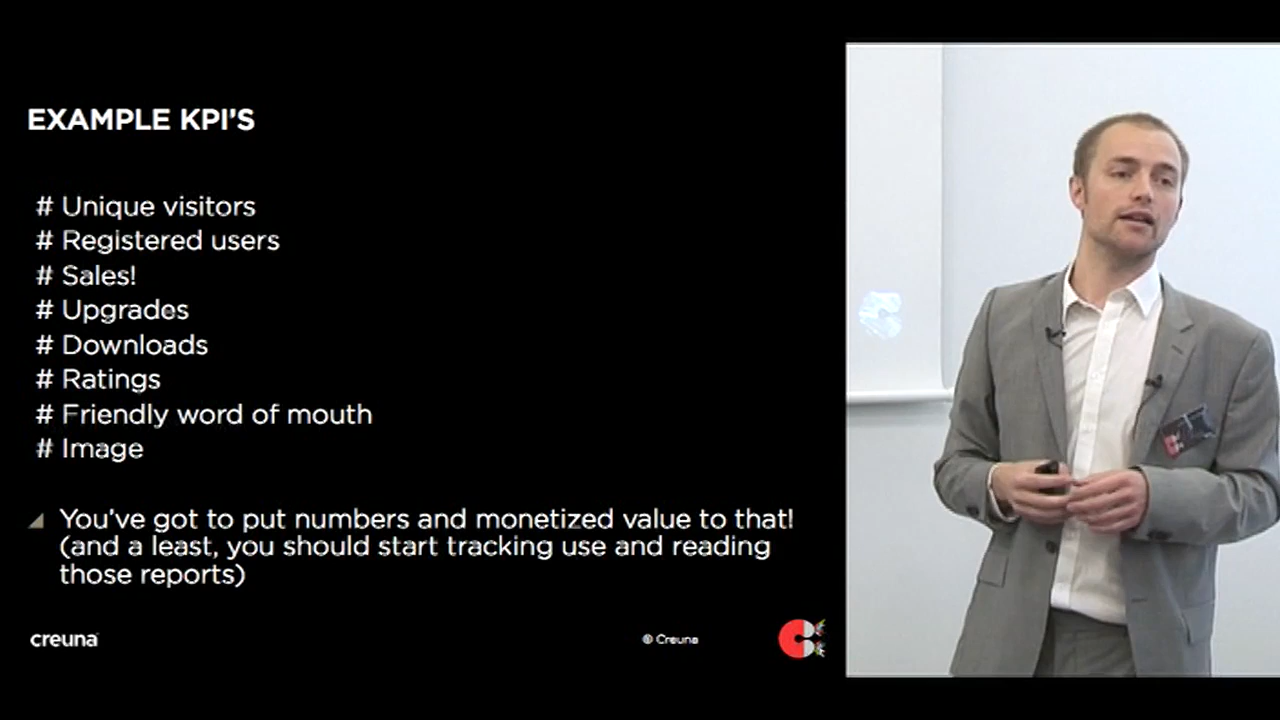 EXAMPLE KPI'S
# Unique visitors
# Registered users
# Sales!
# Upgrades
# Downloads
# Ratings
# Friendly word of mouth
# Image
You've got to put numbers and monetized value to that!
(and a least, you should start tracking use and reading
those reports)
creuna
© Creuna